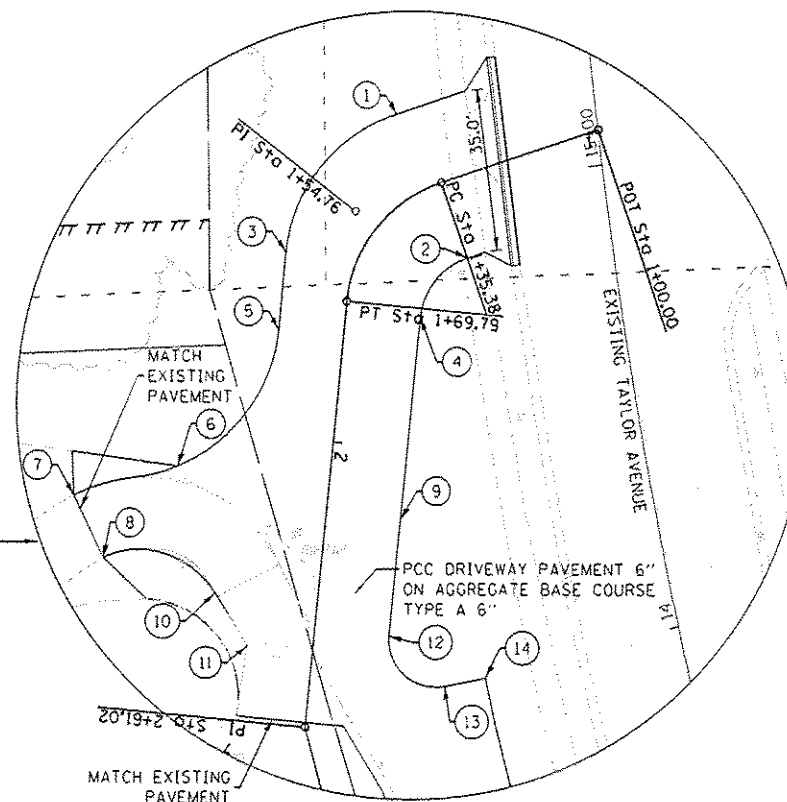 1
115+00
35.0'
PI Sta 1+54.76
POT Sta 1+00.00
3
2
PC Sta 1+35.38
5
PT Sta 1+69.79
EXISTING TAYLOR AVENUE
MATCH
EXISTING
PAVEMENT
4
6
2
7
9
8
PCC DRIVEWAY PAVEMENT 6"
ON AGGREGATE BASE COURSE
TYPE A 6"
114
10
12
14
11
13
PI Sta 2+61.02
MATCH EXISTING
PAVEMENT